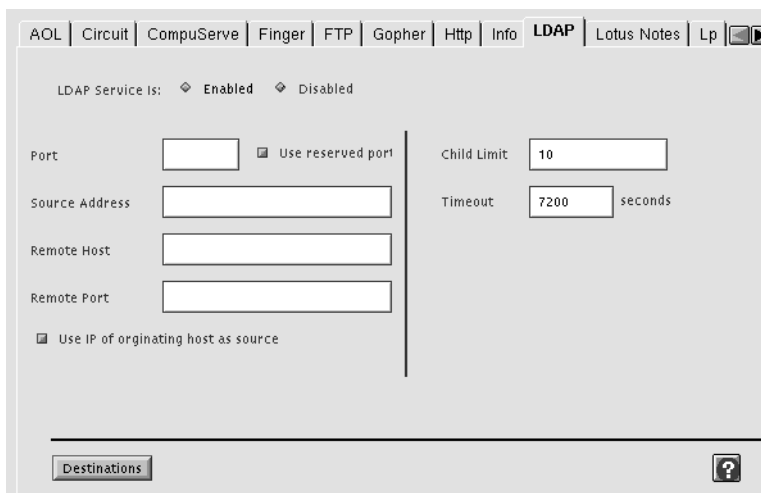 AOL Circuit CompuServe Finger FTP Gopher Http Info LDAP Lotus Notes Lp
LDAP Service Is: Enabled Disabled
Port Use reserved port
Child Limit 10
Source Address
Timeout 7200 seconds
Remote Host
Remote Port
Use IP of orginating host as source
Destinations ?